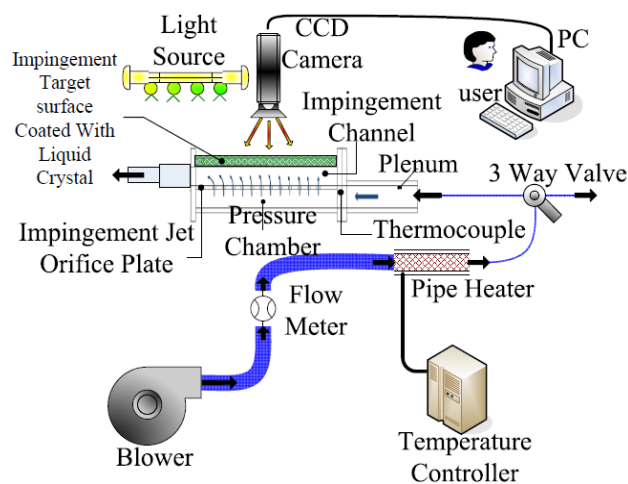 Light
Source
CCD
Camera
PC
user
Impingement
Target
surface
Coated With
Liquid
Crystal
Impingement
Channel
Plenum
3 Way Valve
Pressure
Chamber
Thermocouple
Impingement Jet
Orifice Plate
Flow
Meter
Pipe Heater
Blower
Temperature
Controller